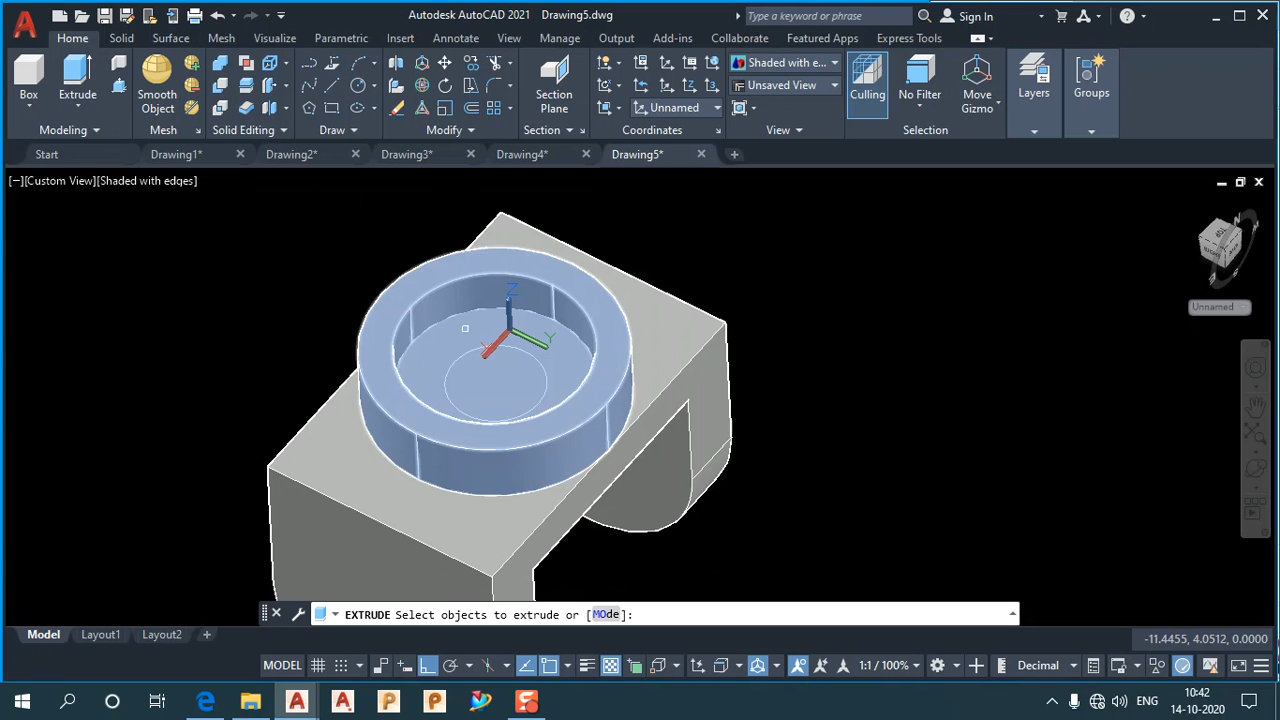 Autodesk AutoCAD 2021 Drawing5.dwg
Type a keyword or phrase
Sign In
Home Solid Surface Mesh Visualize Parametric Insert Annotate View Manage Output Add-ins Collaborate Featured Apps Express Tools
Box
Extrude
Smooth
Object
Section
Plane
Shaded with e...
Unsaved View
Unnamed
Culling
No Filter
Move
Gizmo
Layers
Groups
Modeling Mesh Solid Editing Draw Modify Section Coordinates View Selection
Start Drawing1* Drawing2* Drawing3* Drawing4* Drawing5*
[−][Custom View][Shaded with edges]
Unnamed
Z
Y
EXTRUDE Select objects to extrude or [MOde]:
Model Layout1 Layout2
-11.4455, 4.0512, 0.0000
MODEL 1:1 / 100% Decimal
ENG
10:42
14-10-2020